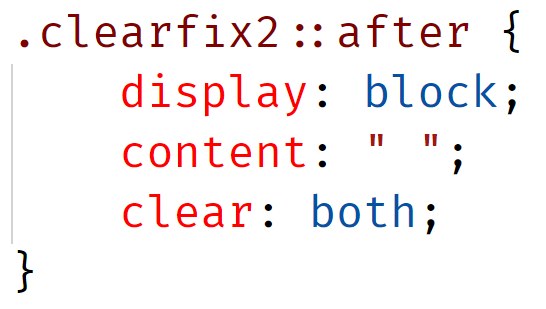 .clearfix2::after {
    display: block;
    content: " ";
    clear: both;
}